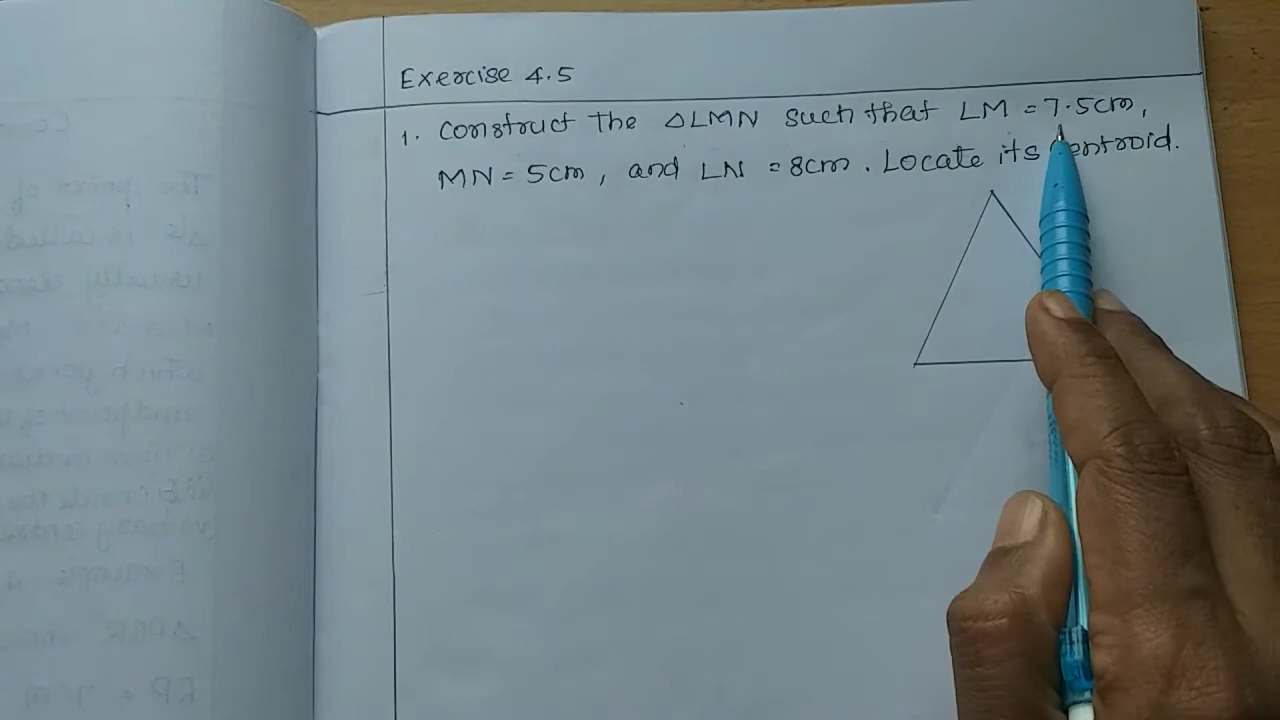 Exercise 4.5
1. Construct the △LMN such that LM = 7.5cm,
MN = 5cm, and LN = 8cm. Locate its centroid.